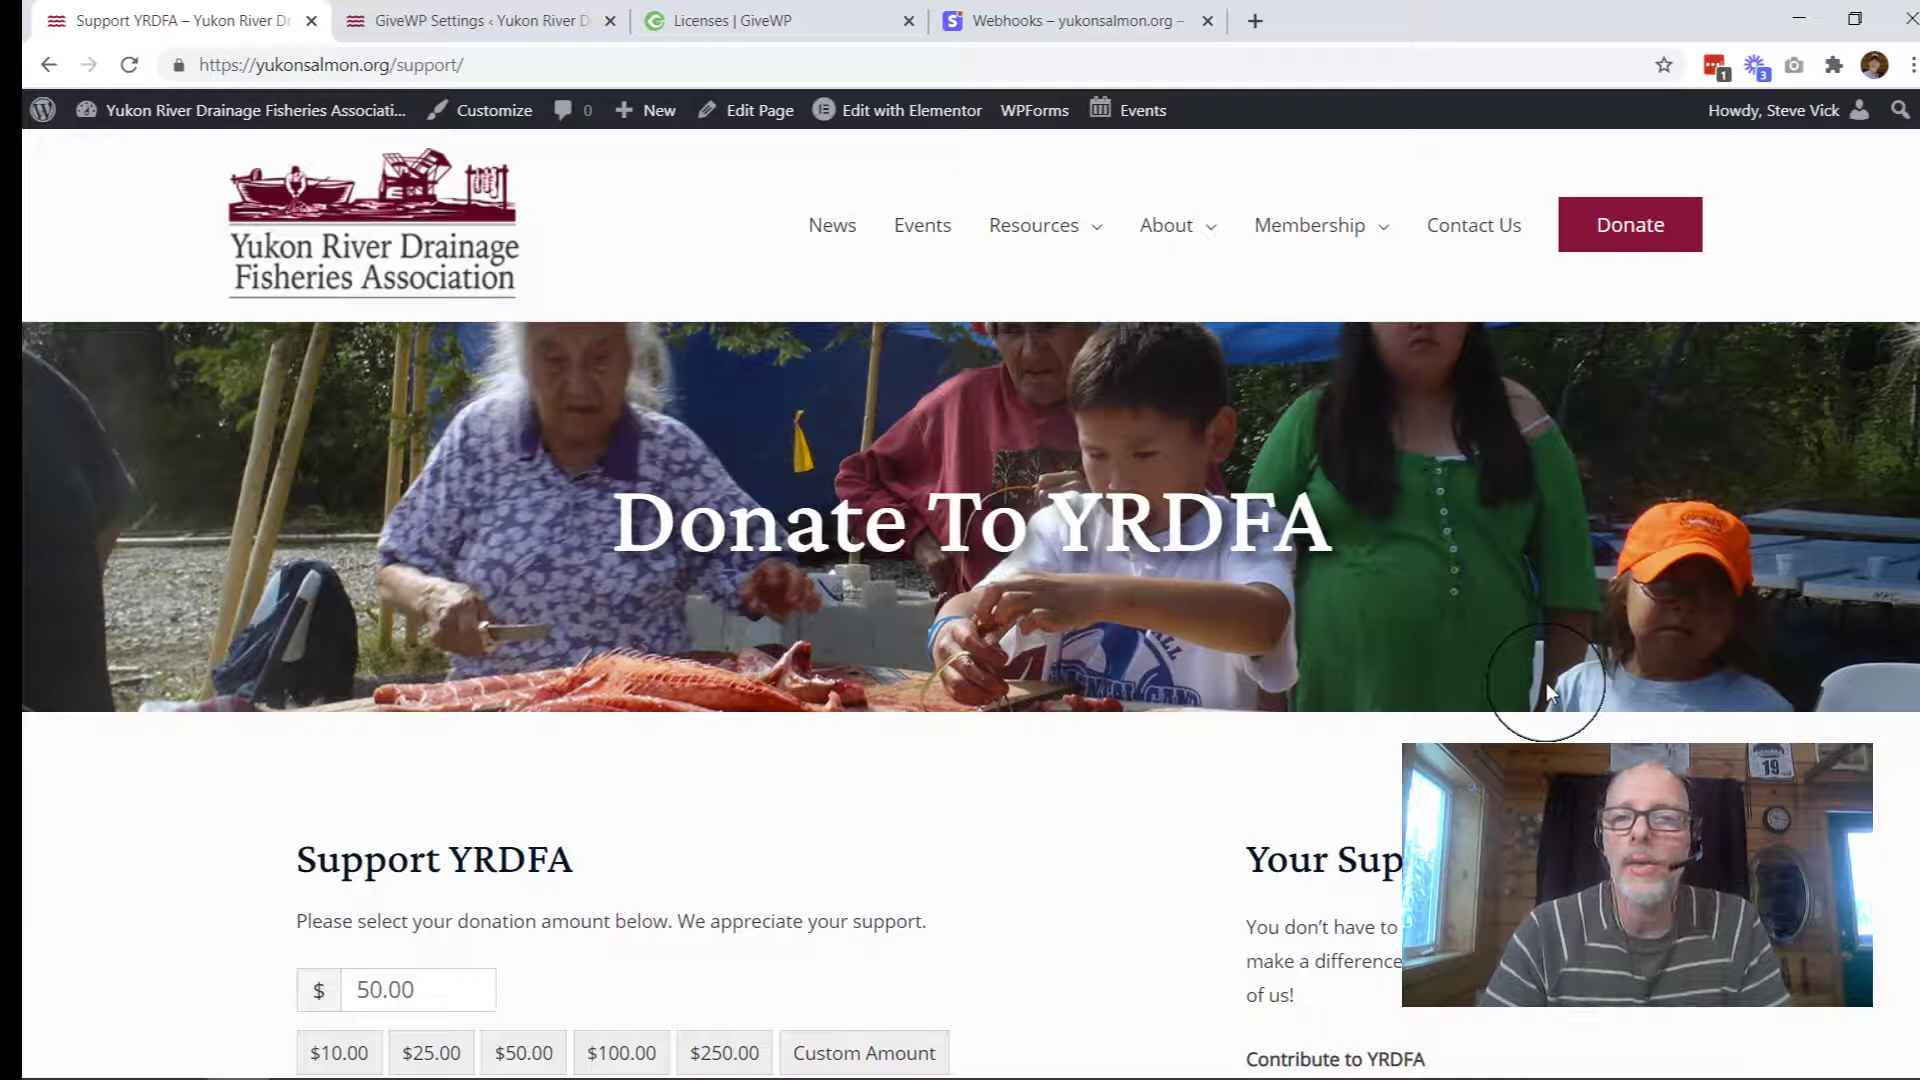 Support YRDFA – Yukon River Dr
GiveWP Settings ‹ Yukon River D
Licenses | GiveWP
Webhooks – yukonsalmon.org –
https://yukonsalmon.org/support/
1
3
Yukon River Drainage Fisheries Associati...
Customize
0
New
Edit Page
Edit with Elementor
WPForms
Events
Howdy, Steve Vick
Yukon River Drainage
Fisheries Association
News
Events
Resources
About
Membership
Contact Us
Donate
Donate To YRDFA
Support YRDFA
Your Sup
Please select your donation amount below. We appreciate your support.
You don’t have to
make a difference
of us!
$ 50.00
$10.00
$25.00
$50.00
$100.00
$250.00
Custom Amount
Contribute to YRDFA
19